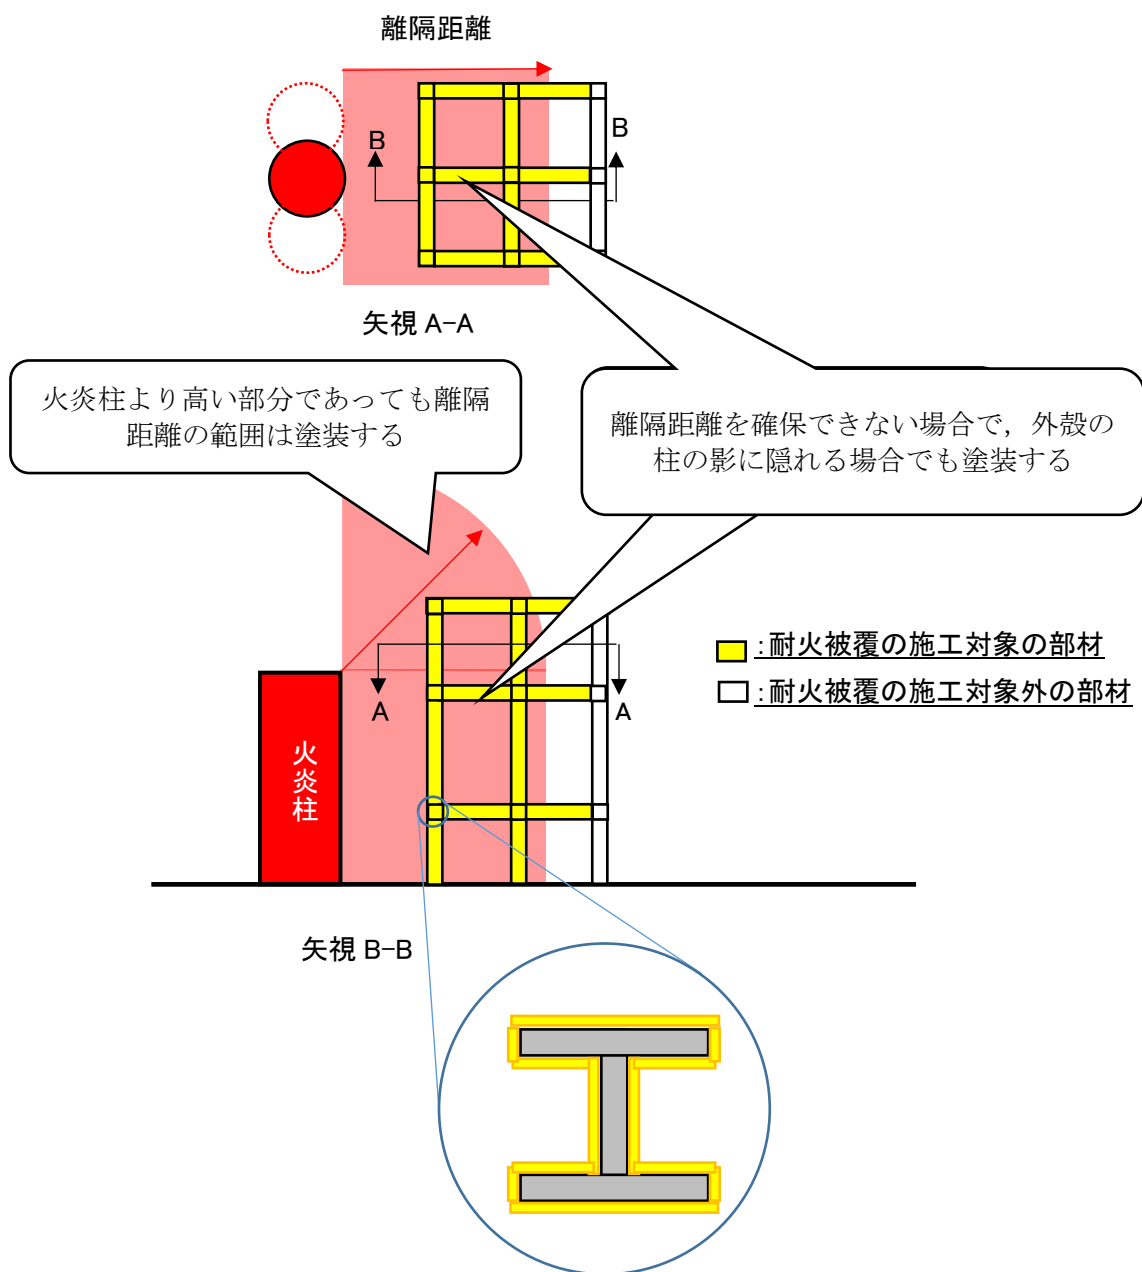 離隔距離
B
B
矢視 A-A
火炎柱より高い部分であっても離隔
距離の範囲は塗装する
離隔距離を確保できない場合で，外殻の
柱の影に隠れる場合でも塗装する
:耐火被覆の施工対象の部材
:耐火被覆の施工対象外の部材
A
A
火炎柱
矢視 B-B